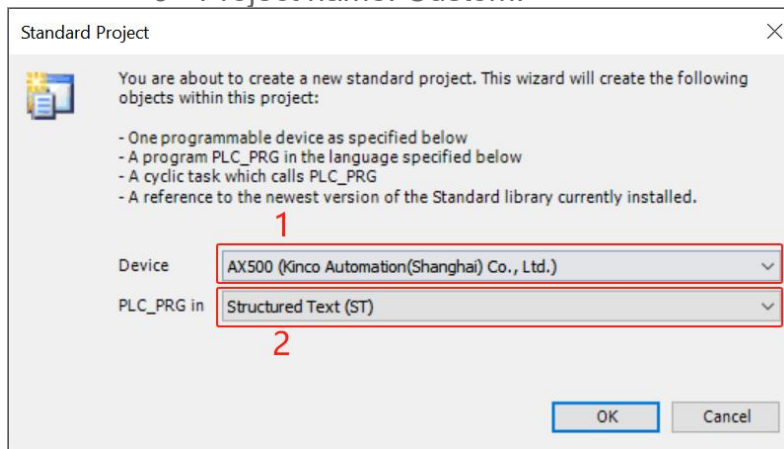 Project name: Custom.
Standard Project
You are about to create a new standard project. This wizard will create the following
objects within this project:
- One programmable device as specified below
- A program PLC_PRG in the language specified below
- A cyclic task which calls PLC_PRG
- A reference to the newest version of the Standard library currently installed.
1
Device AX500 (Kinco Automation(Shanghai) Co., Ltd.)
PLC_PRG in Structured Text (ST)
2
OK Cancel